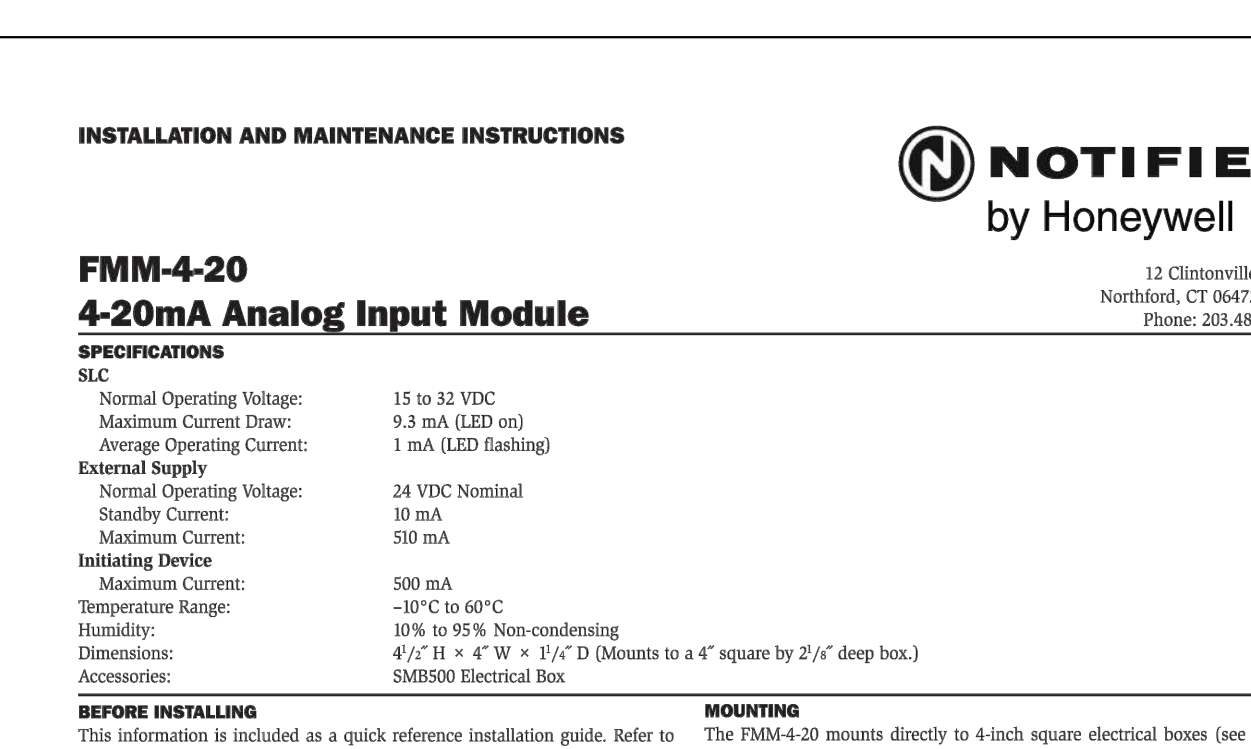 INSTALLATION AND MAINTENANCE INSTRUCTIONS
NOTIFIE
by Honeywell
FMM-4-20
4-20mA Analog Input Module
12 Clintonville
Northford, CT 0647
Phone: 203.48
SPECIFICATIONS
SLC
Normal Operating Voltage: 15 to 32 VDC
Maximum Current Draw: 9.3 mA (LED on)
Average Operating Current: 1 mA (LED flashing)
External Supply
Normal Operating Voltage: 24 VDC Nominal
Standby Current: 10 mA
Maximum Current: 510 mA
Initiating Device
Maximum Current: 500 mA
Temperature Range: –10°C to 60°C
Humidity: 10% to 95% Non-condensing
Dimensions: 4¹/₂˝ H × 4˝ W × 1¹/₄˝ D (Mounts to a 4˝ square by 2¹/₈˝ deep box.)
Accessories: SMB500 Electrical Box
BEFORE INSTALLING
This information is included as a quick reference installation guide. Refer to
MOUNTING
The FMM-4-20 mounts directly to 4-inch square electrical boxes (see